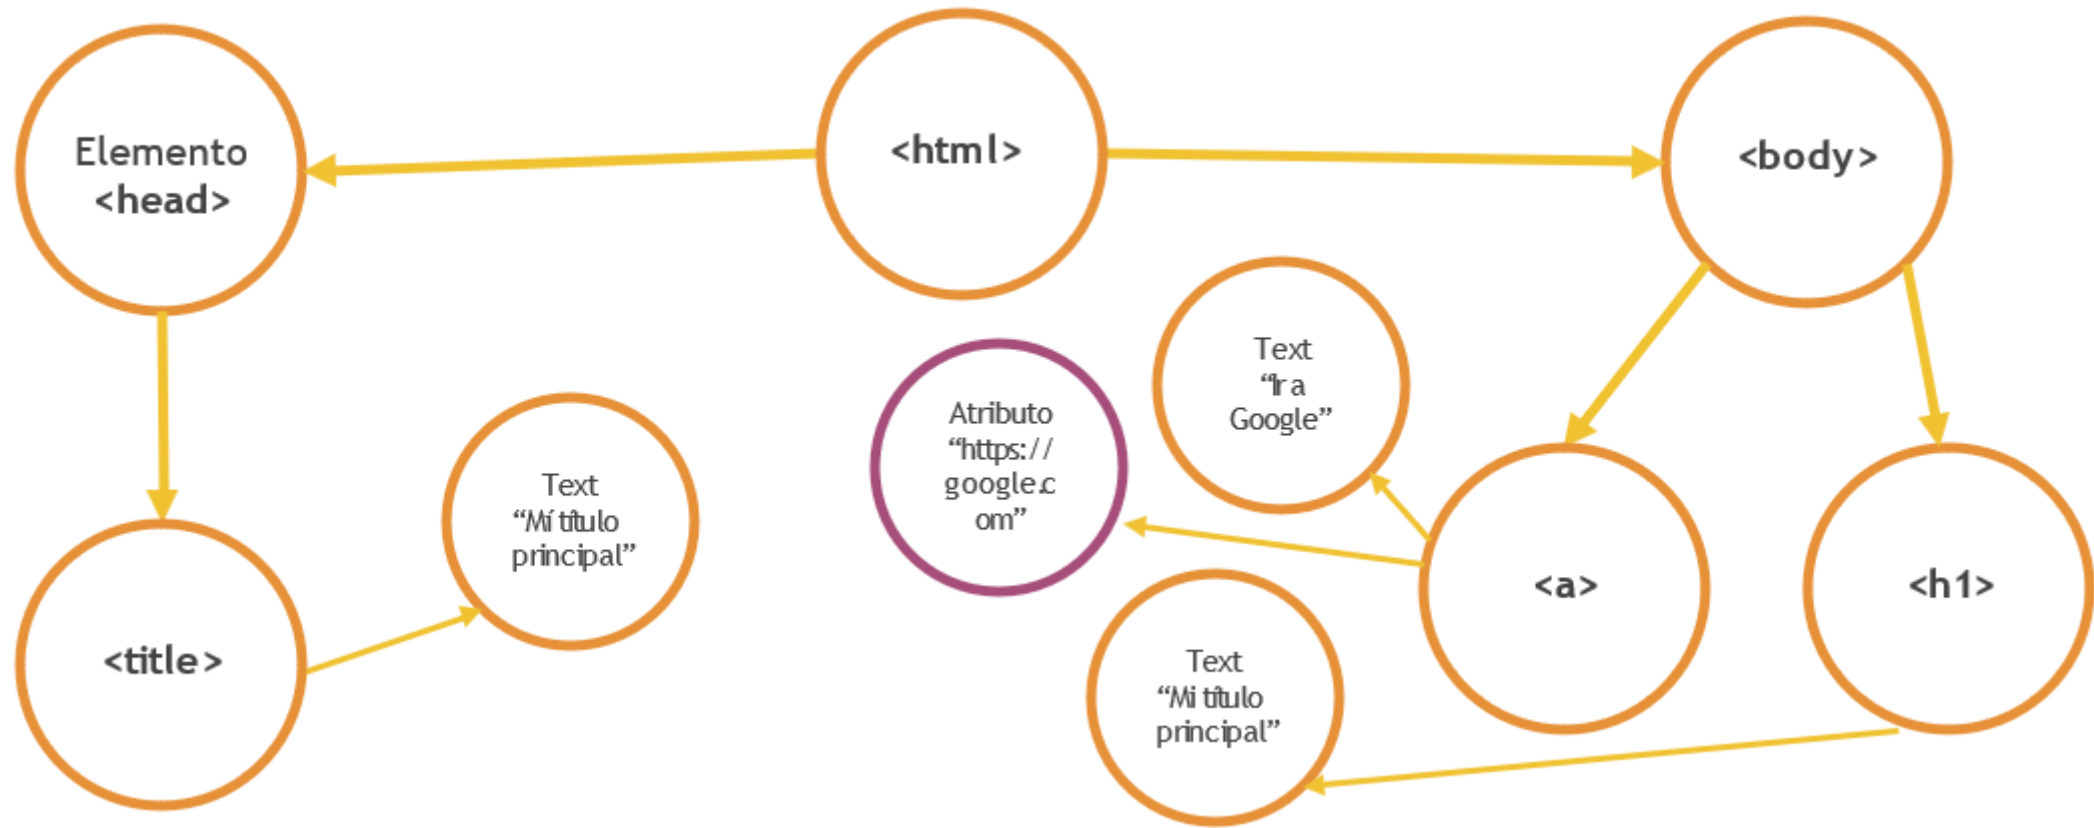 Elemento
<head>
<html>
<body>
Text
“Ir a
Google”
Atributo
“https://
google.c
om”
Text
“Mí título
principal”
<a>
<h1>
<title>
Text
“Mi título
principal”